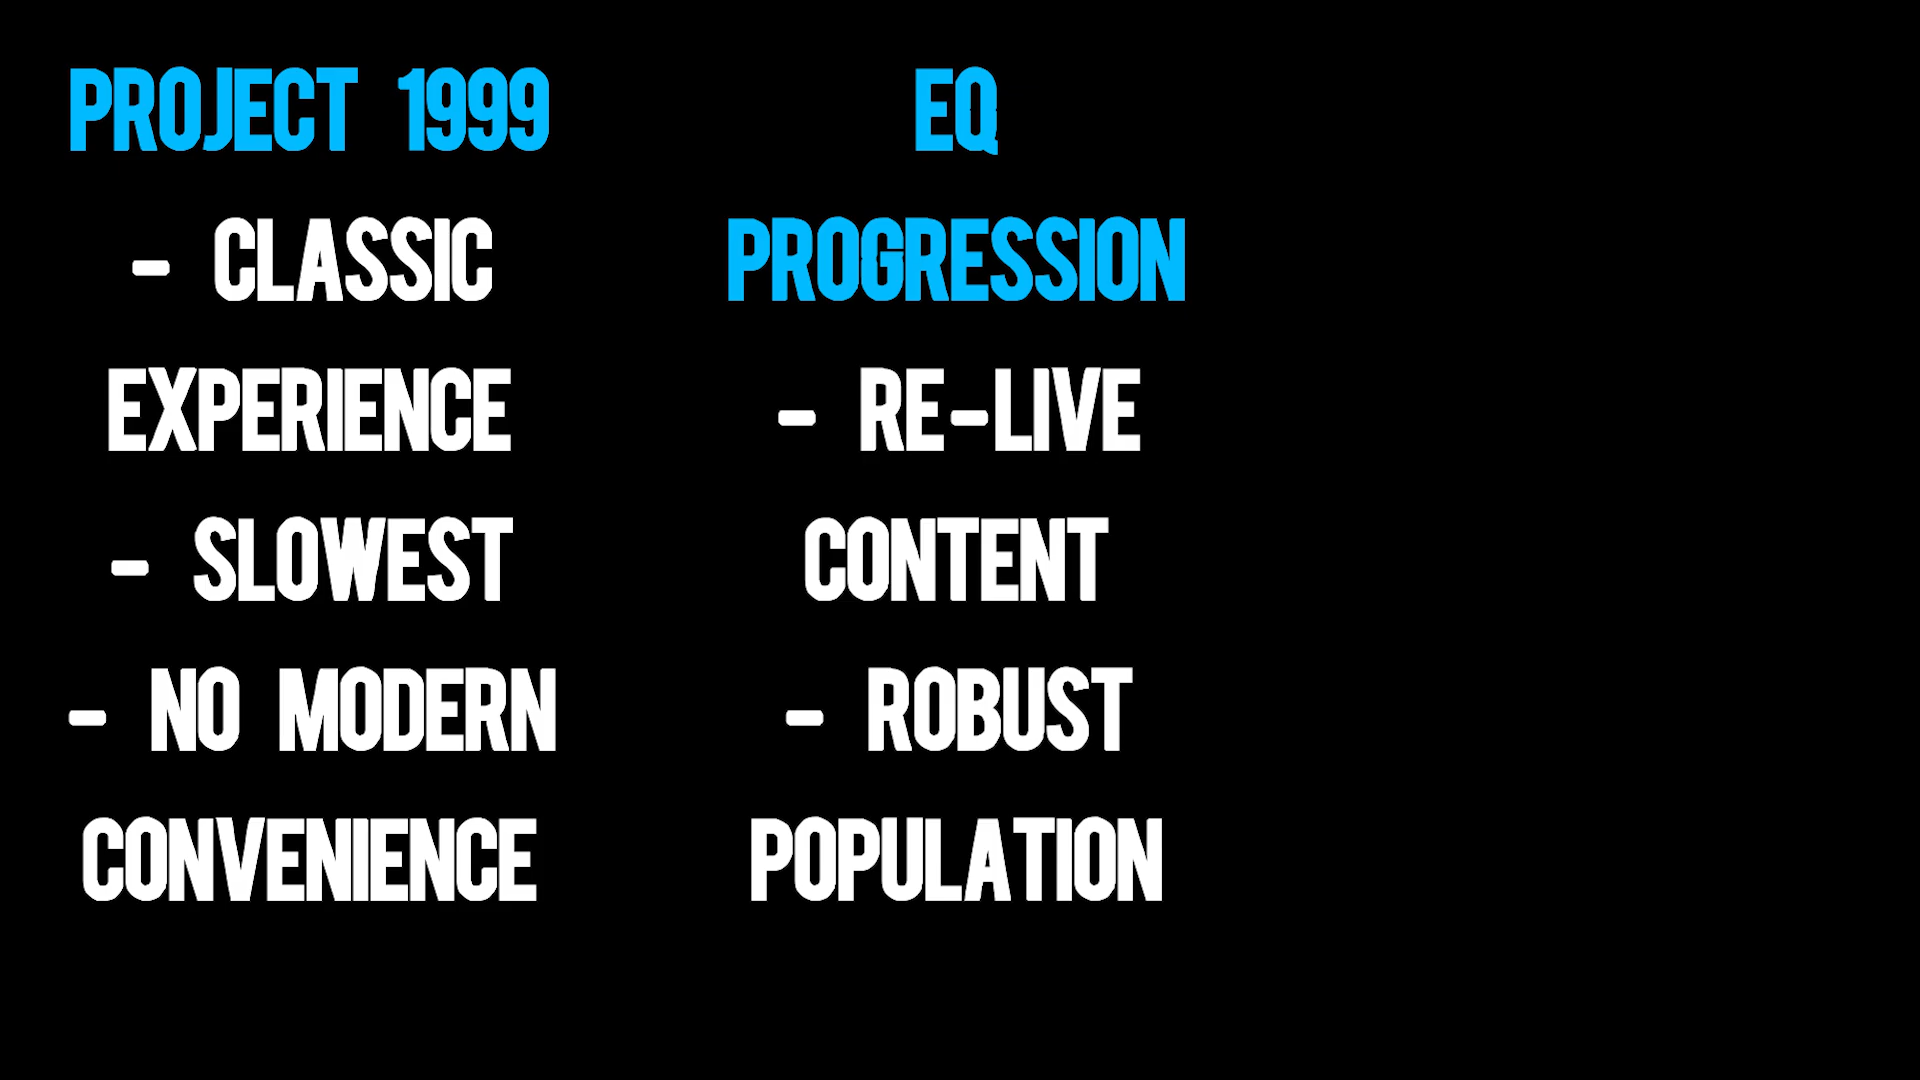 PROJECT 1999
- CLASSIC
EXPERIENCE
- SLOWEST
- NO MODERN
CONVENIENCE
EQ
PROGRESSION
- RE-LIVE
CONTENT
- ROBUST
POPULATION